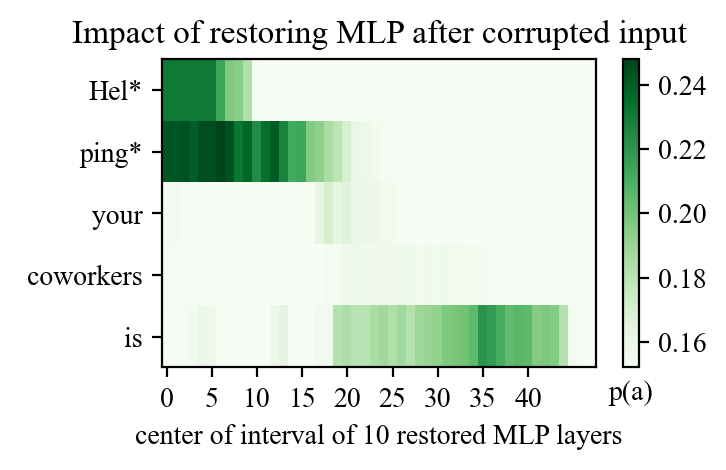 Impact of restoring MLP after corrupted input
Hel*
ping*
your
coworkers
is
0 5 10 15 20 25 30 35 40
center of interval of 10 restored MLP layers
0.24
0.22
0.20
0.18
0.16
p(a)